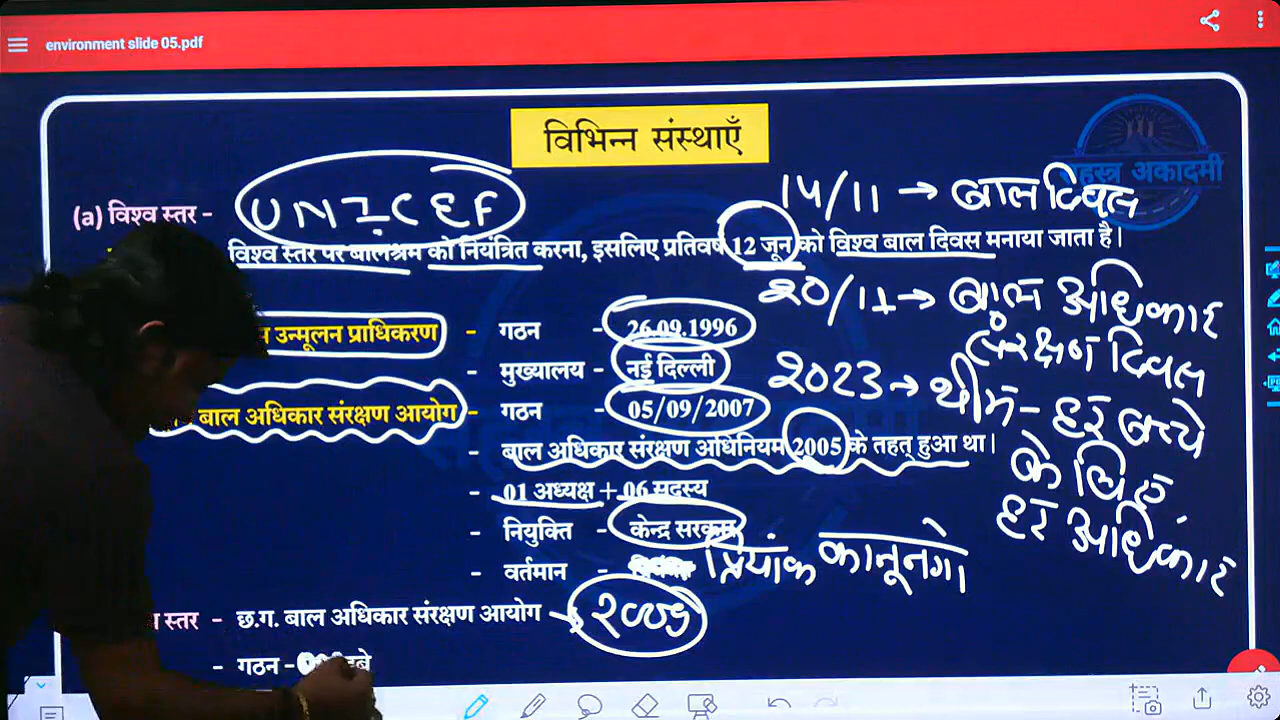 environment slide 05.pdf
विभिन्न संस्थाएँ
हस्त्र अकादमी
(a) विश्व स्तर - UNICEF
14/11 → बाल दिवस
विश्व स्तर पर बालश्रम को नियंत्रित करना, इसलिए प्रतिवर्ष 12 जून को विश्व बाल दिवस मनाया जाता है।
20/11 → बाल अधिकार
संरक्षण दिवस
उन्मूलन प्राधिकरण - गठन - 26.09.1996
- मुख्यालय - नई दिल्ली
2023 → थीम - हर बच्चे
के लिए,
हर अधिकार
बाल अधिकार संरक्षण आयोग - गठन - 05/09/2007
- बाल अधिकार संरक्षण अधिनियम 2005 के तहत् हुआ था।
- 01 अध्यक्ष + 06 सदस्य
- नियुक्ति - केन्द्र सरकार
- वर्तमान - प्रियांक कानूनगो
स्तर - छ.ग. बाल अधिकार संरक्षण आयोग →
- गठन -